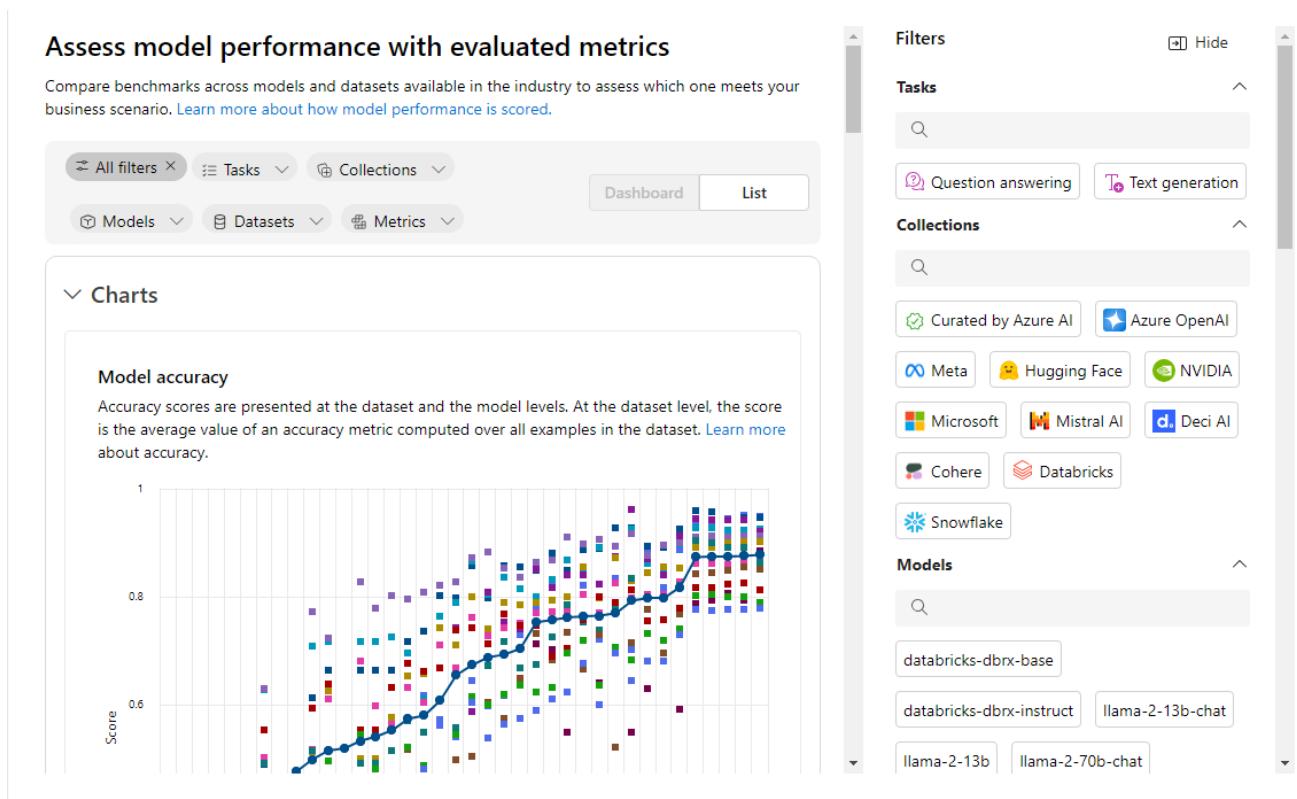 Assess model performance with evaluated metrics
Compare benchmarks across models and datasets available in the industry to assess which one meets your
business scenario. Learn more about how model performance is scored.
All filters
Tasks
Collections
Models
Datasets
Metrics
Dashboard
List
Charts
Model accuracy
Accuracy scores are presented at the dataset and the model levels. At the dataset level, the score
is the average value of an accuracy metric computed over all examples in the dataset. Learn more
about accuracy.
1
0.8
0.6
Score
Filters
Hide
Tasks
Question answering
Text generation
Collections
Curated by Azure AI
Azure OpenAI
Meta
Hugging Face
NVIDIA
Microsoft
Mistral AI
d. Deci AI
Cohere
Databricks
Snowflake
Models
databricks-dbrx-base
databricks-dbrx-instruct
llama-2-13b-chat
llama-2-13b
llama-2-70b-chat